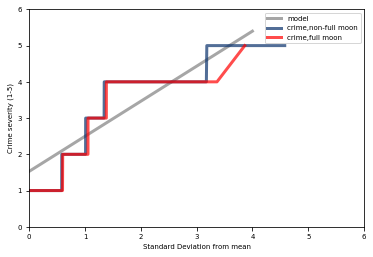 6
model
crime,non-full moon
crime,full moon
5
4
3
2
1
0
Crime severity (1-5)
0 1 2 3 4 5 6
Standard Deviation from mean